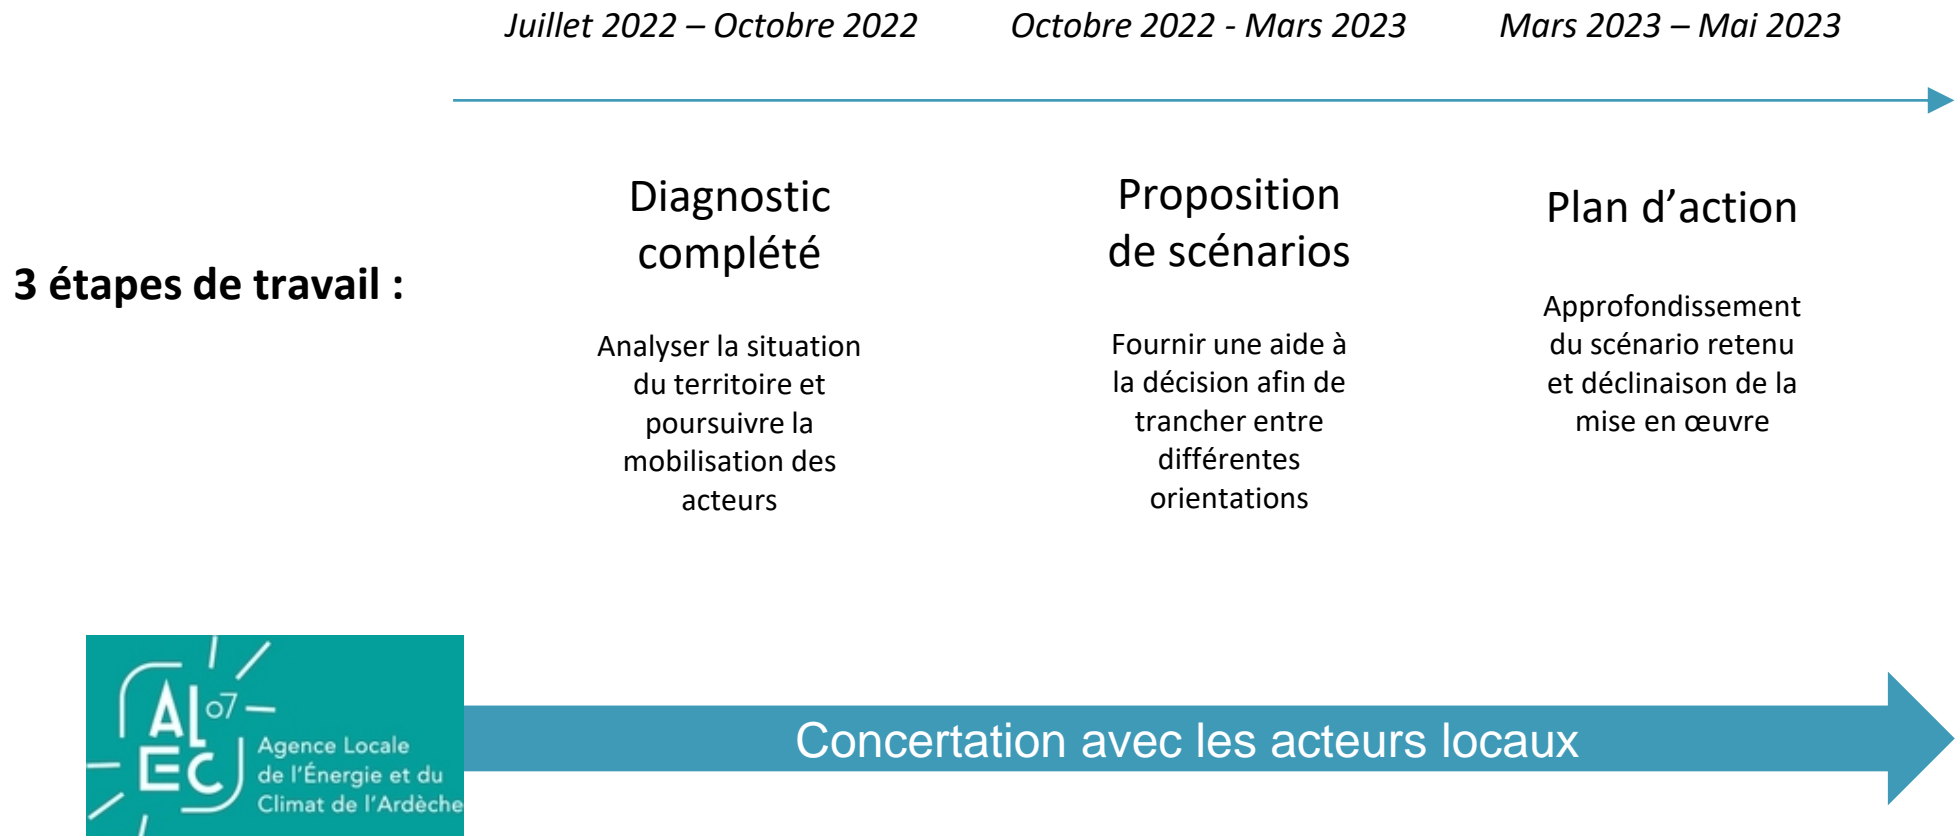 Juillet 2022 – Octobre 2022
Octobre 2022 - Mars 2023
Mars 2023 – Mai 2023
3 étapes de travail :
Diagnostic
complété
Analyser la situation
du territoire et
poursuivre la
mobilisation des
acteurs
Proposition
de scénarios
Fournir une aide à
la décision afin de
trancher entre
différentes
orientations
Plan d’action
Approfondissement
du scénario retenu
et déclinaison de la
mise en œuvre
AL 07
EC
Agence Locale
de l'Énergie et du
Climat de l'Ardèche
Concertation avec les acteurs locaux